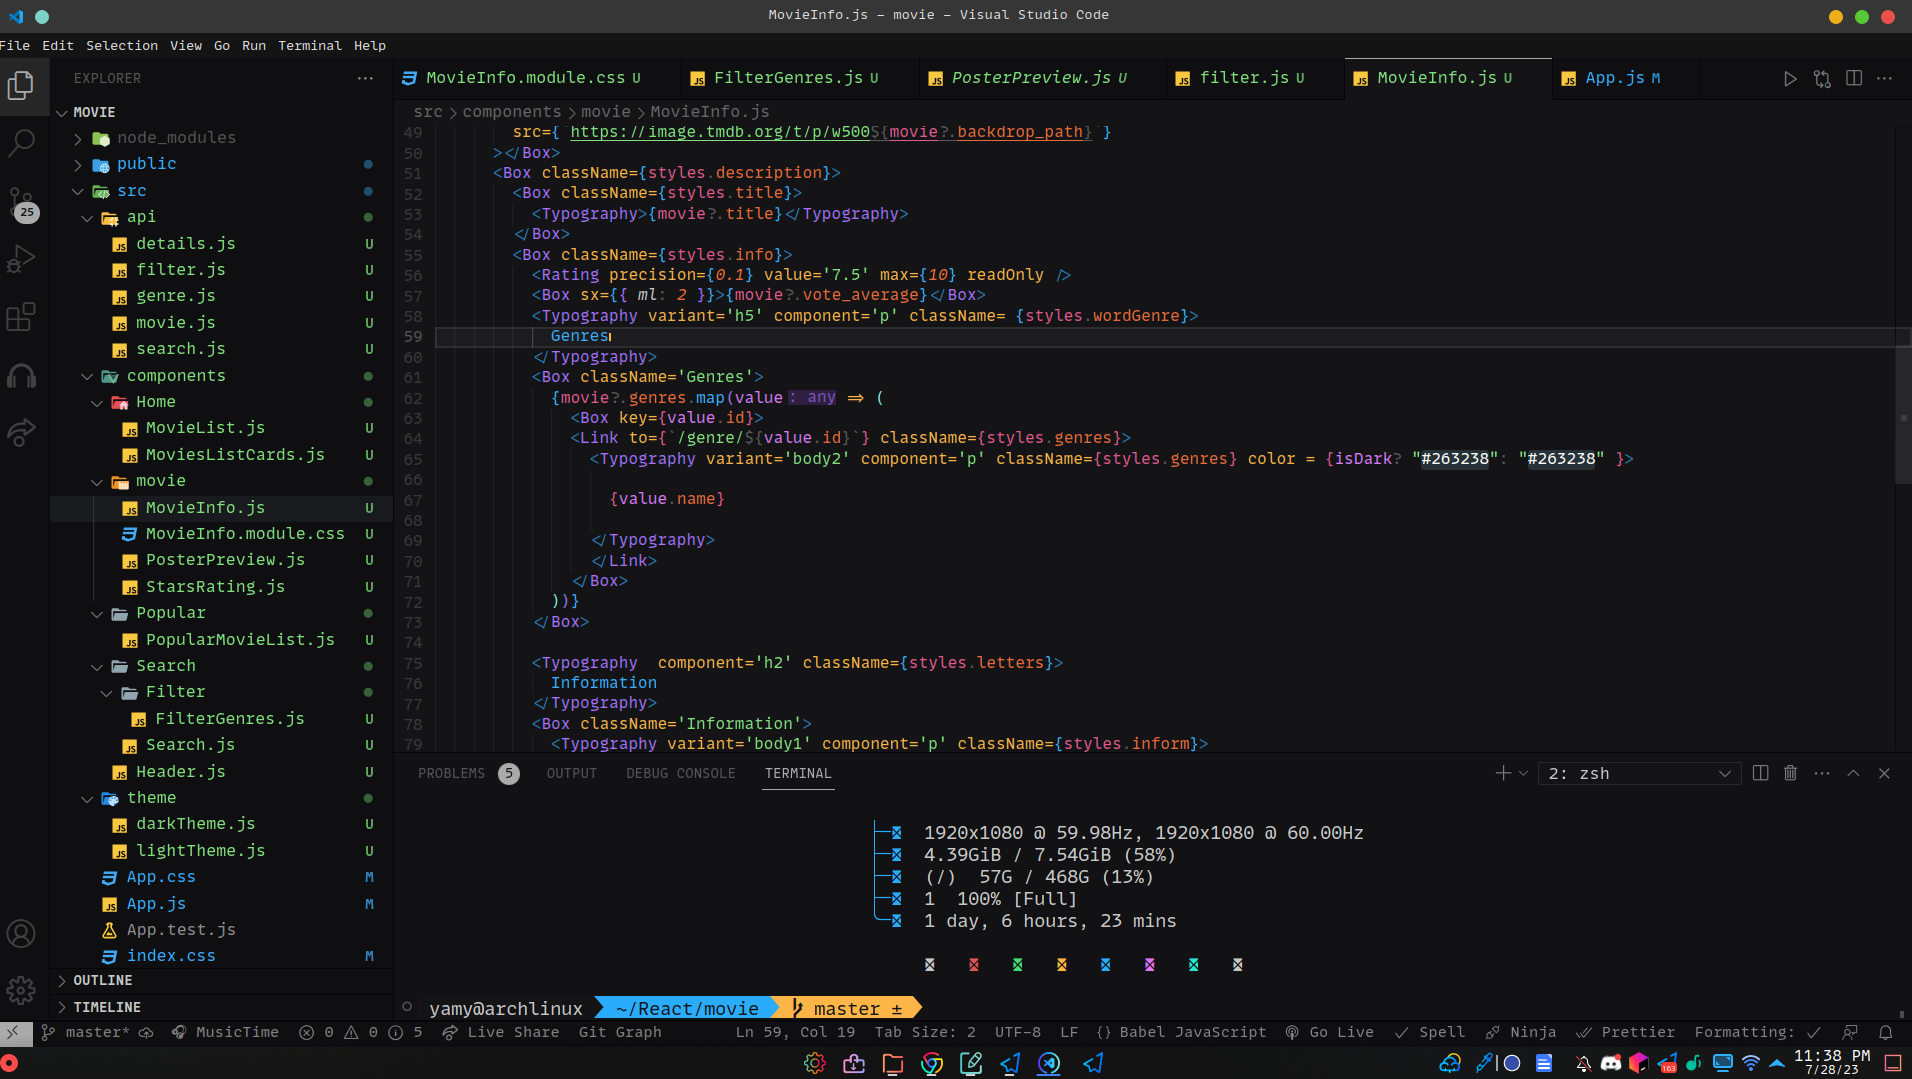 MovieInfo.js – movie – Visual Studio Code
File Edit Selection View Go Run Terminal Help
EXPLORER
MovieInfo.module.css U
FilterGenres.js U
PosterPreview.js U
filter.js U
MovieInfo.js U
App.js M
src > components > movie > MovieInfo.js
MOVIE
node_modules
public
src
api
details.js U
filter.js U
genre.js U
movie.js U
search.js U
components
Home
MovieList.js U
MoviesListCards.js U
movie
MovieInfo.js U
MovieInfo.module.css U
PosterPreview.js U
StarsRating.js U
Popular
PopularMovieList.js U
Search
Filter
FilterGenres.js U
Search.js U
Header.js U
theme
darkTheme.js U
lightTheme.js U
App.css M
App.js M
App.test.js
index.css M
OUTLINE
TIMELINE
25
49 src={`https://image.tmdb.org/t/p/w500${movie?.backdrop_path}`}
50 ></Box>
51 <Box className={styles.description}>
52 <Box className={styles.title}>
53 <Typography>{movie?.title}</Typography>
54 </Box>
55 <Box className={styles.info}>
56 <Rating precision={0.1} value='7.5' max={10} readOnly />
57 <Box sx={{ ml: 2 }}>{movie?.vote_average}</Box>
58 <Typography variant='h5' component='p' className= {styles.wordGenre}>
59 Genres
60 </Typography>
61 <Box className='Genres'>
62 {movie?.genres.map(value: any => (
63 <Box key={value.id}>
64 <Link to={`/genre/${value.id}`} className={styles.genres}>
65 <Typography variant='body2' component='p' className={styles.genres} color = {isDark? "#263238": "#263238" }>
66
67 {value.name}
68
69 </Typography>
70 </Link>
71 </Box>
72 ))}
73 </Box>
74
75 <Typography  component='h2' className={styles.letters}>
76 Information
77 </Typography>
78 <Box className='Information'>
79 <Typography variant='body1' component='p' className={styles.inform}>
PROBLEMS 5 OUTPUT DEBUG CONSOLE TERMINAL
2: zsh
1920x1080 @ 59.98Hz, 1920x1080 @ 60.00Hz
4.39GiB / 7.54GiB (58%)
(/)  57G / 468G (13%)
1  100% [Full]
1 day, 6 hours, 23 mins
yamy@archlinux ~/React/movie master ±
master* MusicTime 0 0 5 Live Share Git Graph Ln 59, Col 19 Tab Size: 2 UTF-8 LF {} Babel JavaScript Go Live Spell Ninja Prettier Formatting: ✓
163
11:38 PM
7/28/23